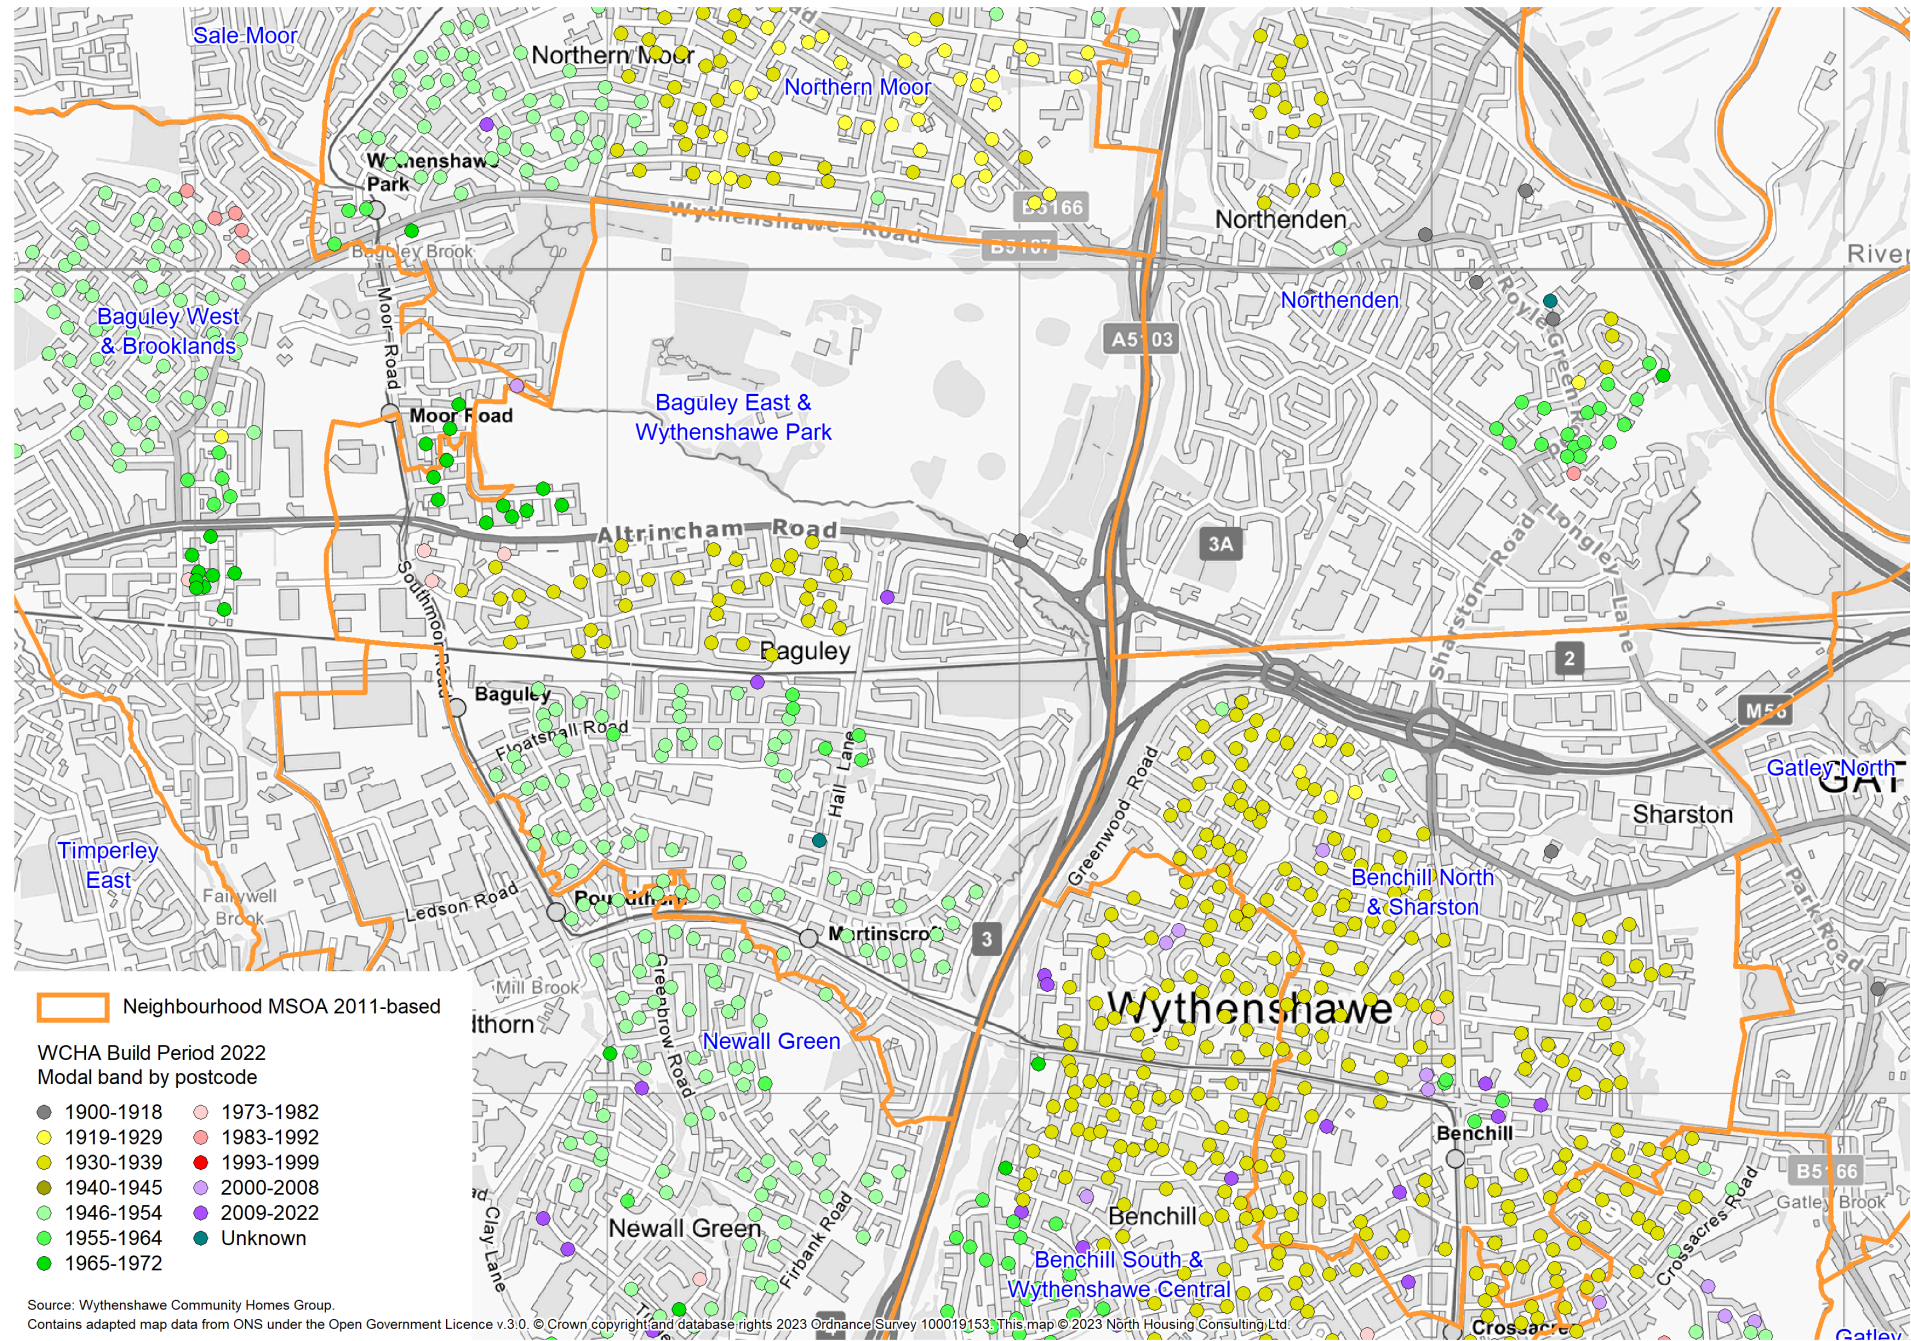 Sale Moor
Northern Moor
Northern Moor
Wythenshawe
Park
B5166
Wythenshawe Road
B5167
Northenden
Baguley Brook
River
Northenden
Moor Road
Royle Green Road
Baguley West
& Brooklands
A5103
Baguley East &
Wythenshawe Park
Moor Road
Altrincham Road
3A
Sharston Road
Longley Lane
Southmoor Road
Baguley
2
Baguley
M56
Floatshall Road
Hall Lane
Greenwood Road
Gatley North
GAT
Sharston
Timperley
East
Benchill North
& Sharston
Fairywell
Brook
Ledson Road
Roundthorn
Martinscroft
3
Park Road
Mill Brook
Greenbrow Road
Wythenshawe
dthorn
Newall Green
Neighbourhood MSOA 2011-based
WCHA Build Period 2022
Modal band by postcode
1900-1918
1919-1929
1930-1939
1940-1945
1946-1954
1955-1964
1965-1972
1973-1982
1983-1992
1993-1999
2000-2008
2009-2022
Unknown
Benchill
B5166
Gatley Brook
Clay Lane
Newall Green
Firbank Road
Benchill
Crossacres Road
Benchill South &
Wythenshawe Central
Crossacres
Gatley
Source: Wythenshawe Community Homes Group.
Contains adapted map data from ONS under the Open Government Licence v.3.0. © Crown copyright and database rights 2023 Ordnance Survey 100019153. This map © 2023 North Housing Consulting Ltd.